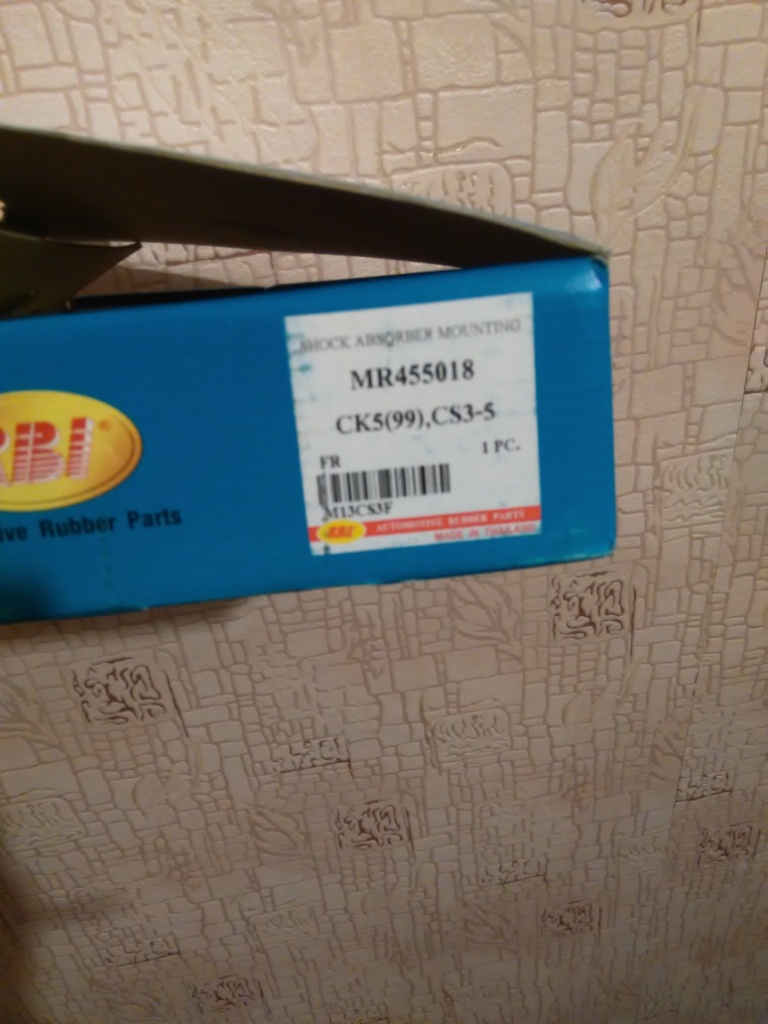 SHOCK ABSORBER MOUNTING
MR455018
CK5(99),CS3-5
FR 1 PC.
M13CS3F
RBI AUTOMOTIVE RUBBER PARTS
MADE IN THAILAND
RBI®
Rubber Parts